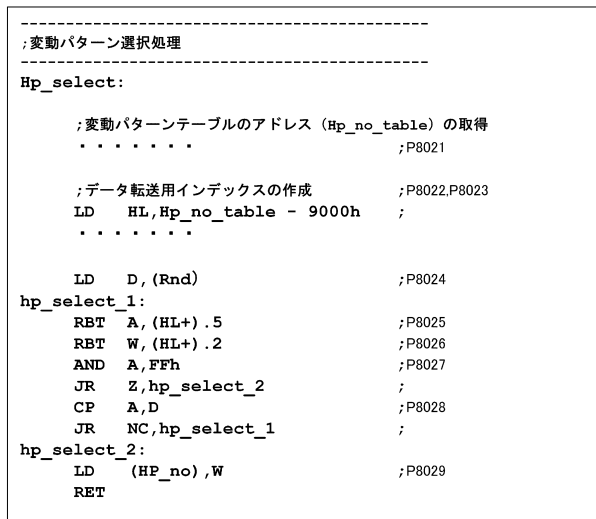 ---------------------------------------------
;変動パターン選択処理
---------------------------------------------
Hp_select:
;変動パターンテーブルのアドレス（Hp_no_table）の取得
・・・・・・・ ;P8021
;データ転送用インデックスの作成 ;P8022,P8023
LD HL,Hp_no_table - 9000h ;
・・・・・・・
LD D,(Rnd) ;P8024
hp_select_1:
RBT A,(HL+).5 ;P8025
RBT W,(HL+).2 ;P8026
AND A,FFh ;P8027
JR Z,hp_select_2 ;
CP A,D ;P8028
JR NC,hp_select_1 ;
hp_select_2:
LD (HP_no),W ;P8029
RET